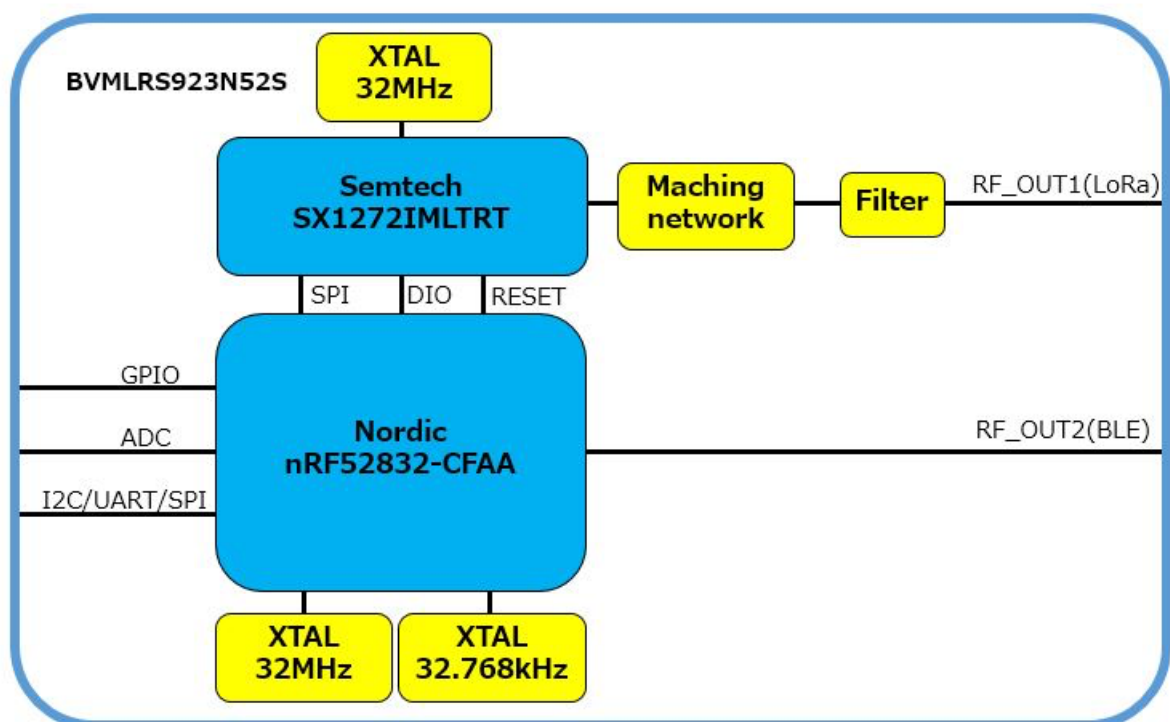 BVMLRS923N52S
XTAL
32MHz
Semtech
SX1272IMLTRT
Maching
network
Filter
RF_OUT1(LoRa)
SPI
DIO
RESET
GPIO
ADC
I2C/UART/SPI
Nordic
nRF52832-CFAA
RF_OUT2(BLE)
XTAL
32MHz
XTAL
32.768kHz